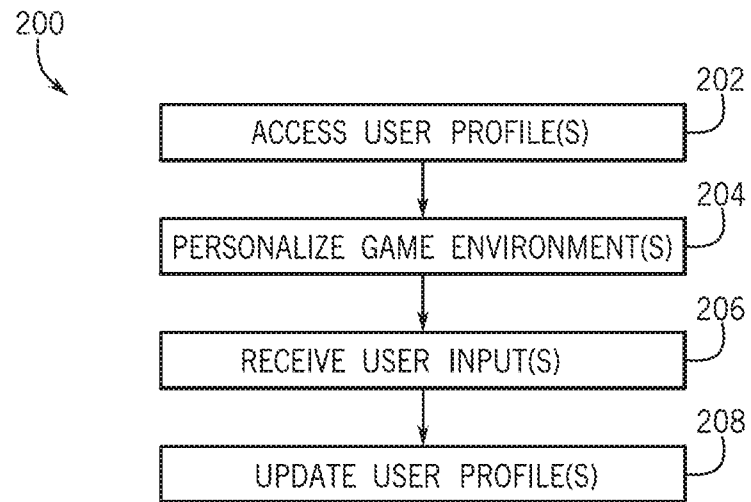 200
202
ACCESS USER PROFILE(S)
204
PERSONALIZE GAME ENVIRONMENT(S)
206
RECEIVE USER INPUT(S)
208
UPDATE USER PROFILE(S)